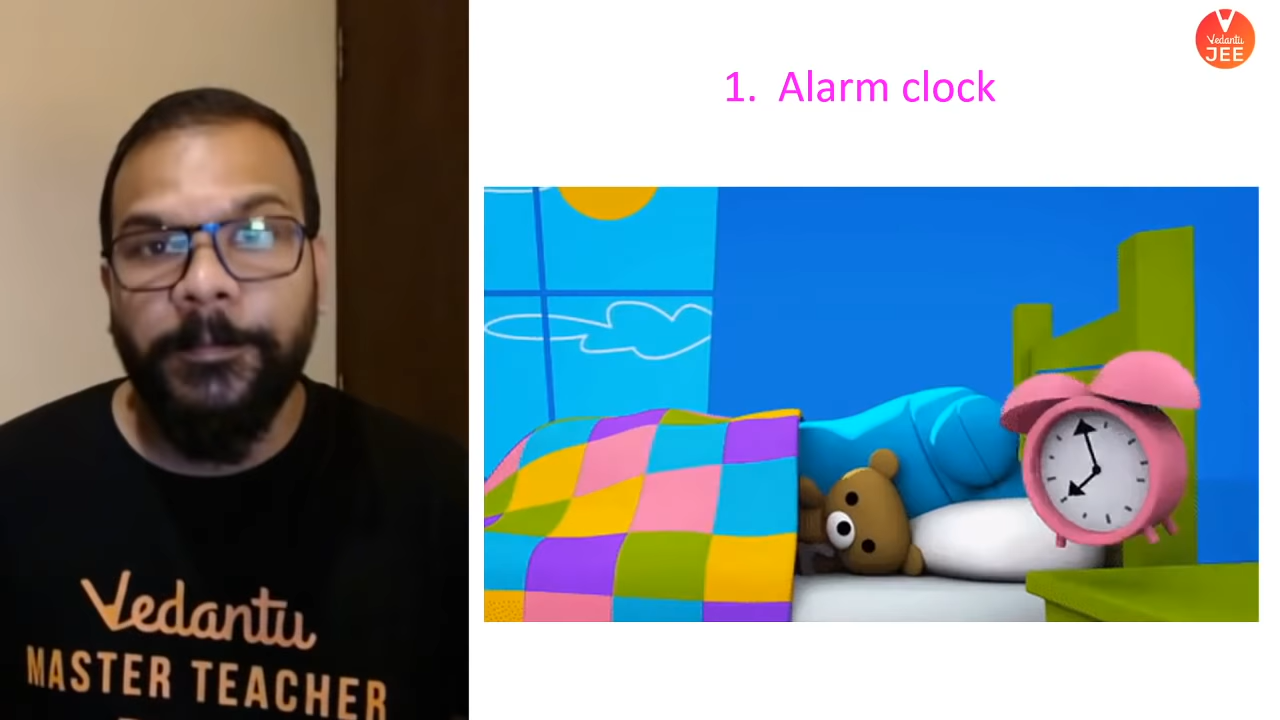 Vedantu
JEE
1. Alarm clock
Vedantu
MASTER TEACHER